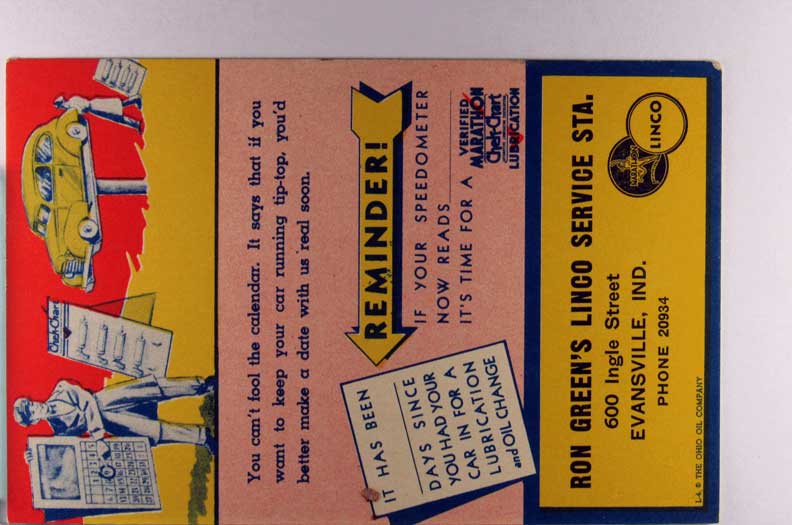 Chek-Chart
You can't fool the calendar. It says that if you
want to keep your car running tip-top, you'd
better make a date with us real soon.
REMINDER!
IT HAS BEEN
DAYS SINCE
YOU HAD YOUR
CAR IN FOR A
LUBRICATION
and OIL CHANGE
IF YOUR SPEEDOMETER
NOW READS
IT'S TIME FOR A
VERIFIED
MARATHON
Chek-Chart
LUBRICATION
RON GREEN'S LINCO SERVICE STA.
600 Ingle Street
EVANSVILLE, IND.
PHONE 20934
MARATHON
LINCO
L-4, © THE OHIO OIL COMPANY